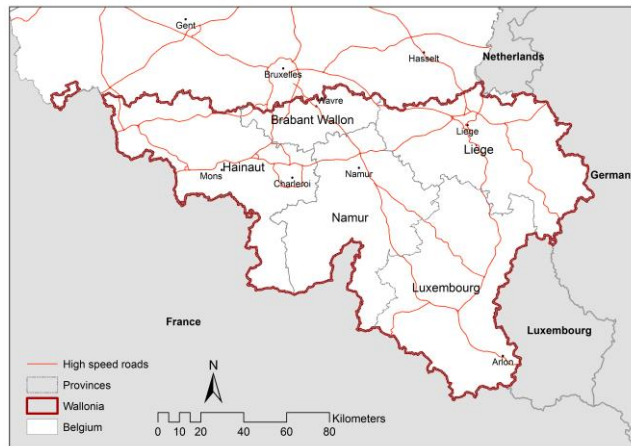 Gent
Hasselt
Netherlands
Bruxelles
Wavre
Brabant Wallon
Liège
Liège
German
Hainaut
Mons
Charleroi
Namur
Namur
Luxembourg
France
Luxembourg
Arlon
High speed roads
Provinces
Wallonia
Belgium
N
Kilometers
0 5 10 20 40 60 80